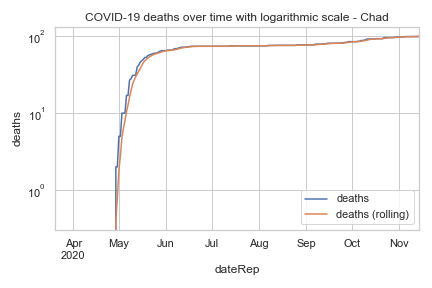 COVID-19 deaths over time with logarithmic scale - Chad
deaths
10²
10¹
10⁰
Apr May Jun Jul Aug Sep Oct Nov
2020
dateRep
deaths
deaths (rolling)